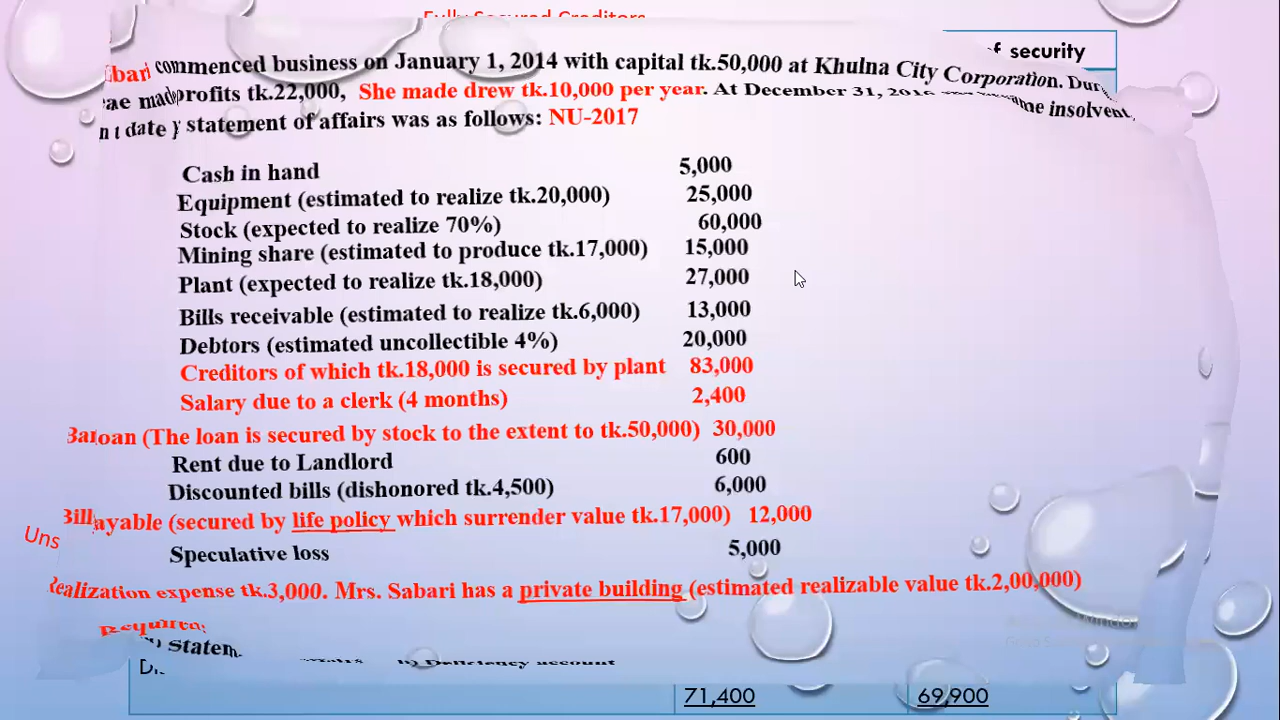 Fully Secured Creditors
of security
commenced business on January 1, 2014 with capital tk.50,000 at Khulna City Corporation.
profits tk.22,000, She made drew tk.10,000 per year. At December 31,
insolvent,
date statement of affairs was as follows: NU-2017
Cash in hand 5,000
Equipment (estimated to realize tk.20,000) 25,000
Stock (expected to realize 70%) 60,000
Mining share (estimated to produce tk.17,000) 15,000
Plant (expected to realize tk.18,000) 27,000
Bills receivable (estimated to realize tk.6,000) 13,000
Debtors (estimated uncollectible 4%) 20,000
Creditors of which tk.18,000 is secured by plant 83,000
Salary due to a clerk (4 months) 2,400
(The loan is secured by stock to the extent to tk.50,000) 30,000
Rent due to Landlord 600
Discounted bills (dishonored tk.4,500) 6,000
(secured by life policy which surrender value tk.17,000) 12,000
Uns
Speculative loss 5,000
Realization expense tk.3,000. Mrs. Sabari has a private building (estimated realizable value tk.2,00,000)
Deficiency account
71,400 69,900